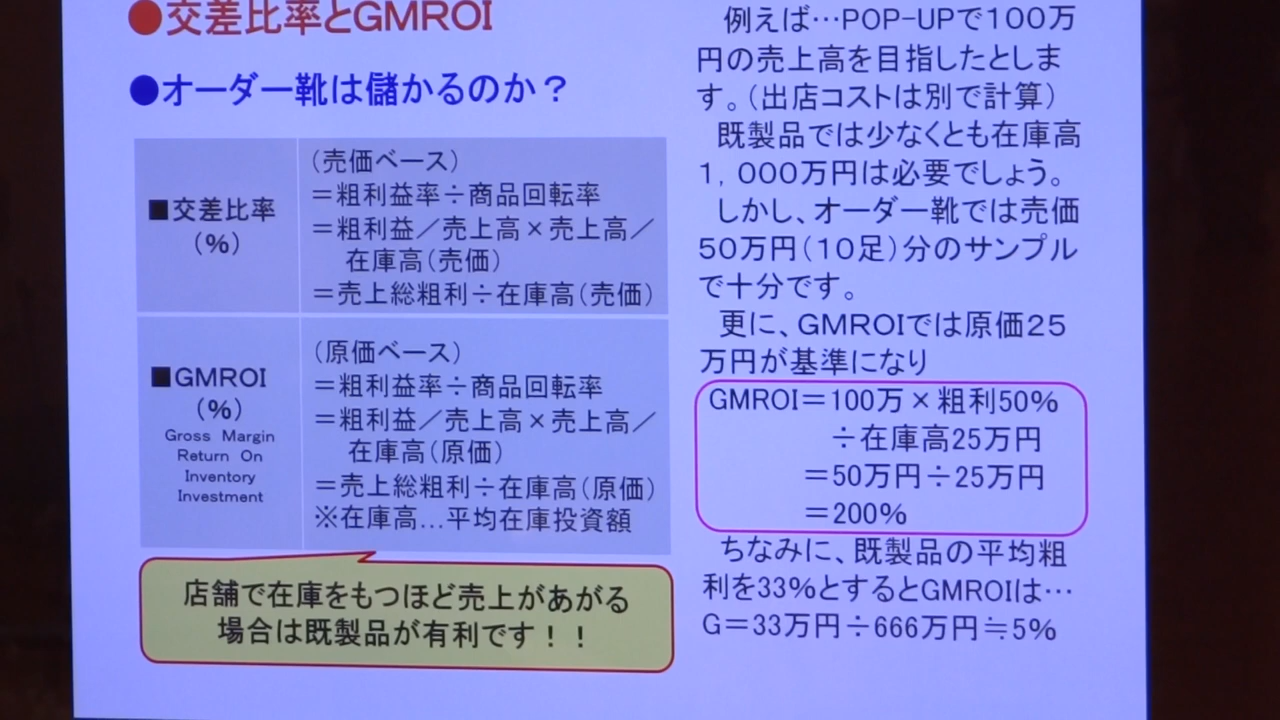 ●交差比率とGMROI
●オーダー靴は儲かるのか？
■交差比率
（%）
（売価ベース）
＝粗利益率÷商品回転率
＝粗利益／売上高×売上高／
在庫高（売価）
＝売上総粗利÷在庫高（売価）
■GMROI
（%）
Gross Margin
Return On
Inventory
Investment
（原価ベース）
＝粗利益率÷商品回転率
＝粗利益／売上高×売上高／
在庫高（原価）
＝売上総粗利÷在庫高（原価）
※在庫高…平均在庫投資額
店舗で在庫をもつほど売上があがる
場合は既製品が有利です！！
例えば…POP-UPで１００万
円の売上高を目指したとしま
す。（出店コストは別で計算）
既製品では少なくとも在庫高
１，０００万円は必要でしょう。
しかし、オーダー靴では売価
５０万円（１０足）分のサンプル
で十分です。
更に、ＧＭＲＯＩでは原価２５
万円が基準になり
GMROI＝100万×粗利50%
÷在庫高25万円
＝50万円÷25万円
＝200%
ちなみに、既製品の平均粗
利を33%とするとGMROIは…
G＝33万円÷666万円≒5%